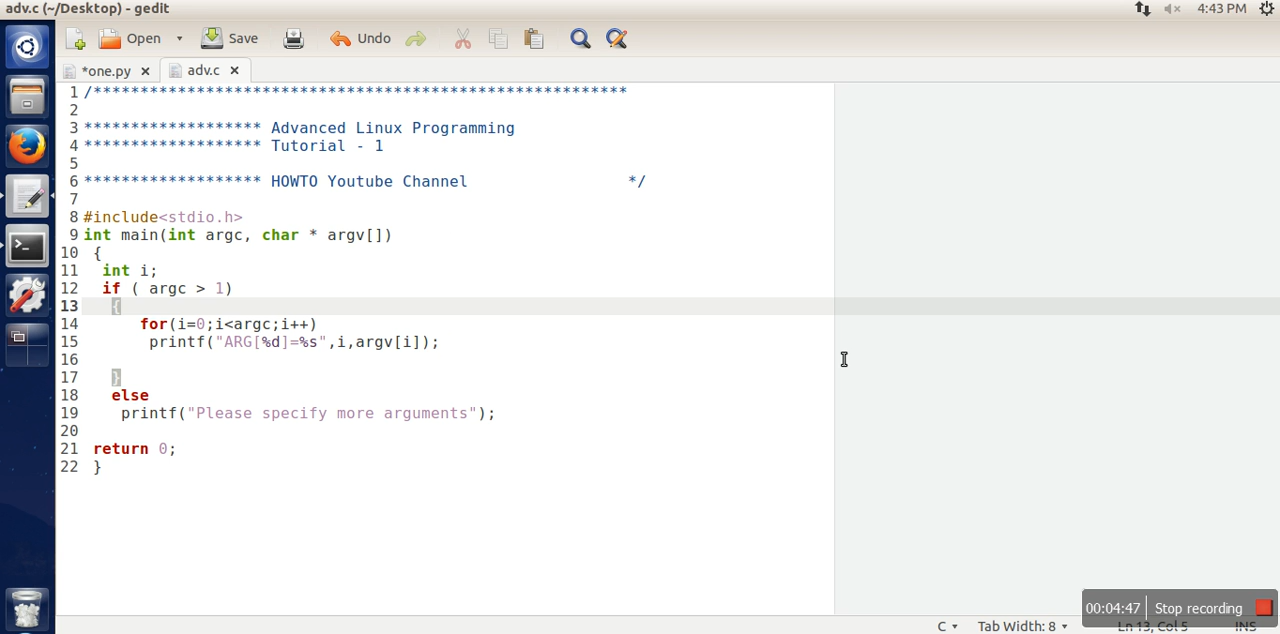 adv.c (~/Desktop) - gedit 4:43 PM
Open Save Undo
*one.py × adv.c ×
1 /*********************************************************
2
3 ******************* Advanced Linux Programming
4 ******************* Tutorial - 1
5
6 ******************* HOWTO Youtube Channel */
7
8 #include<stdio.h>
9 int main(int argc, char * argv[])
10 {
11 int i;
12 if ( argc > 1)
13 {
14 for(i=0;i<argc;i++)
15 printf("ARG[%d]=%s",i,argv[i]);
16
17 }
18 else
19 printf("Please specify more arguments");
20
21 return 0;
22 }
00:04:47 Stop recording
C Tab Width: 8 Ln 13, Col 5 INS